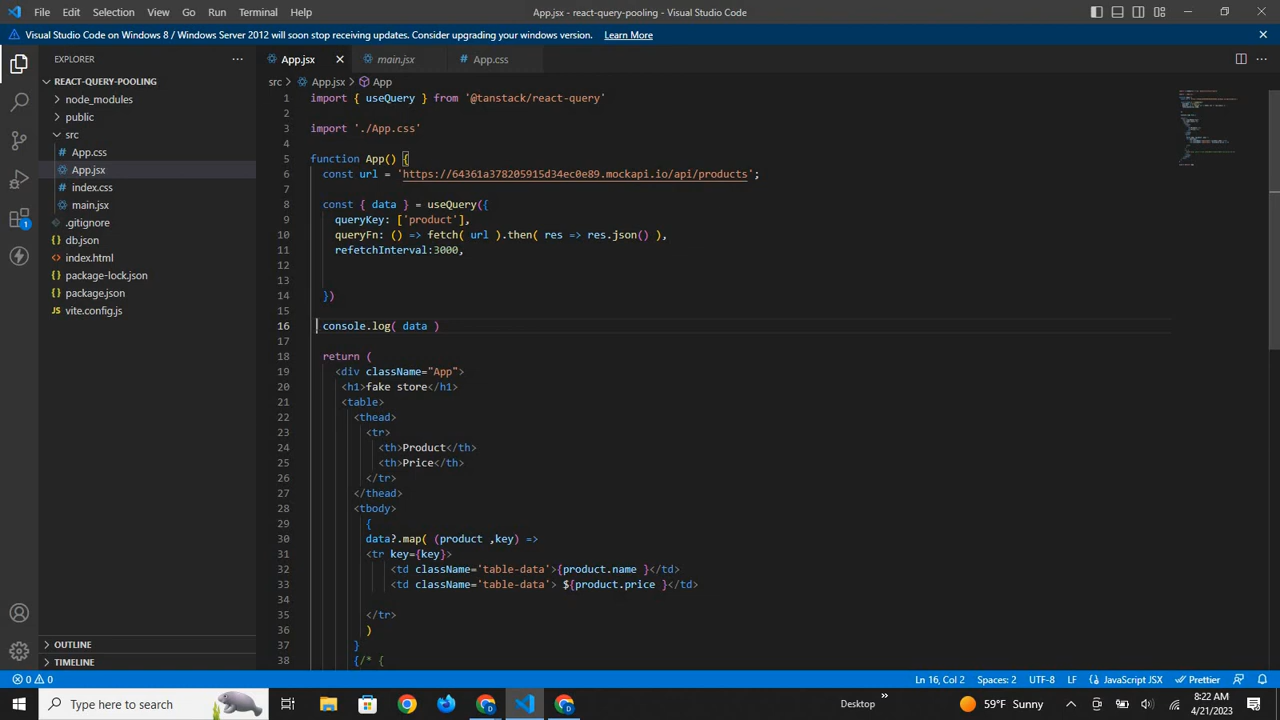 File Edit Selection View Go Run Terminal Help
App.jsx - react-query-pooling - Visual Studio Code
Visual Studio Code on Windows 8 / Windows Server 2012 will soon stop receiving updates. Consider upgrading your windows version. Learn More
EXPLORER
REACT-QUERY-POOLING
node_modules
public
src
App.css
App.jsx
index.css
main.jsx
.gitignore
db.json
index.html
package-lock.json
package.json
vite.config.js
OUTLINE
TIMELINE
1
App.jsx main.jsx App.css
src > App.jsx > App
1 import { useQuery } from '@tanstack/react-query'
2
3 import './App.css'
4
5 function App() {
6 const url = 'https://64361a378205915d34ec0e89.mockapi.io/api/products';
7
8 const { data } = useQuery({
9 queryKey: ['product'],
10 queryFn: () => fetch( url ).then( res => res.json() ),
11 refetchInterval:3000,
12
13
14 })
15
16 console.log( data )
17
18 return (
19 <div className="App">
20 <h1>fake store</h1>
21 <table>
22 <thead>
23 <tr>
24 <th>Product</th>
25 <th>Price</th>
26 </tr>
27 </thead>
28 <tbody>
29 {
30 data?.map( (product ,key) =>
31 <tr key={key}>
32 <td className='table-data'>{product.name }</td>
33 <td className='table-data'> ${product.price }</td>
34
35 </tr>
36 )
37 }
38 {/* {
0 0 Ln 16, Col 2 Spaces: 2 UTF-8 LF JavaScript JSX Prettier
Type here to search
Desktop
59°F Sunny
8:22 AM
4/21/2023